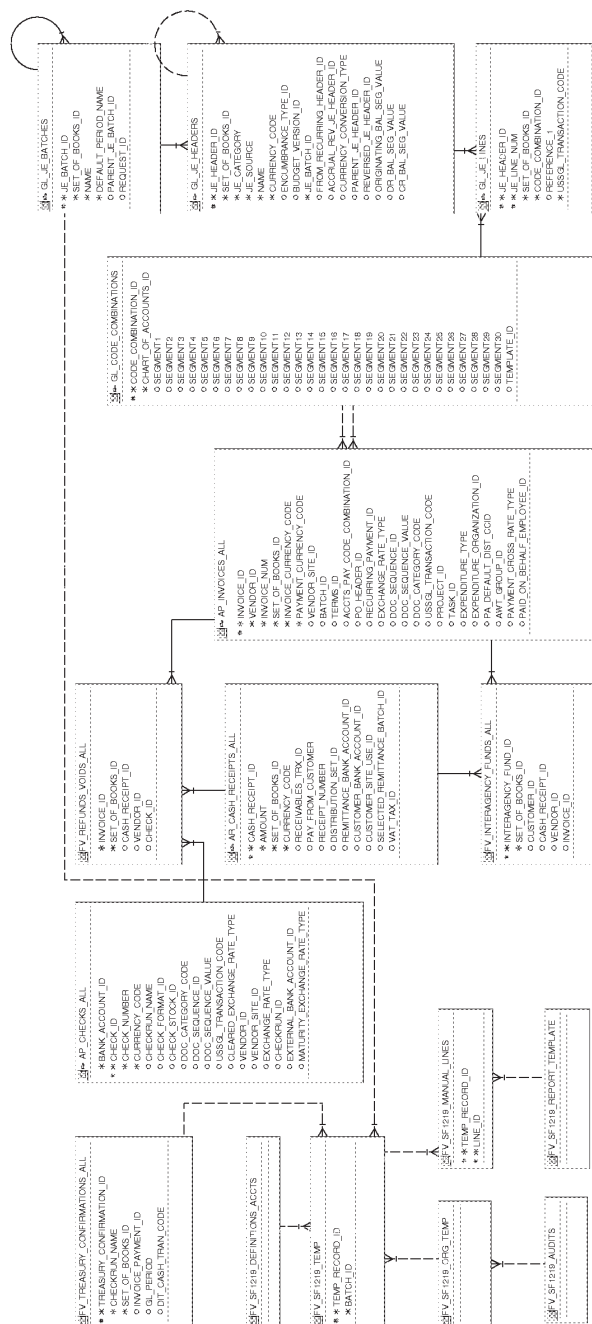 GL_JE_BATCHES
# * JE_BATCH_ID
* SET_OF_BOOKS_ID
* NAME
* DEFAULT_PERIOD_NAME
O PARENT_JE_BATCH_ID
O REQUEST_ID
GL_JE_HEADERS
# * JE_HEADER_ID
* SET_OF_BOOKS_ID
* JE_CATEGORY
* JE_SOURCE
* NAME
* CURRENCY_CODE
O ENCUMBRANCE_TYPE_ID
O BUDGET_VERSION_ID
* JE_BATCH_ID
O FROM_RECURRING_HEADER_ID
O ACCRUAL_REV_JE_HEADER_ID
O CURRENCY_CONVERSION_TYPE
O PARENT_JE_HEADER_ID
O REVERSED_JE_HEADER_ID
O ORIGINATING_BAL_SEG_VALUE
O DR_BAL_SEG_VALUE
O CR_BAL_SEG_VALUE
GL_JE_LINES
# * JE_HEADER_ID
# * JE_LINE_NUM
* SET_OF_BOOKS_ID
* CODE_COMBINATION_ID
O REFERENCE_1
* USSGL_TRANSACTION_CODE
GL_CODE_COMBINATIONS
# * CODE_COMBINATION_ID
* CHART_OF_ACCOUNTS_ID
O SEGMENT1
O SEGMENT2
O SEGMENT3
O SEGMENT4
O SEGMENT5
O SEGMENT6
O SEGMENT7
O SEGMENT8
O SEGMENT9
O SEGMENT10
O SEGMENT11
O SEGMENT12
O SEGMENT13
O SEGMENT14
O SEGMENT15
O SEGMENT16
O SEGMENT17
O SEGMENT18
O SEGMENT19
O SEGMENT20
O SEGMENT21
O SEGMENT22
O SEGMENT23
O SEGMENT24
O SEGMENT25
O SEGMENT26
O SEGMENT27
O SEGMENT28
O SEGMENT29
O SEGMENT30
O TEMPLATE_ID
AP_INVOICES_ALL
# * INVOICE_ID
* VENDOR_ID
* INVOICE_NUM
* SET_OF_BOOKS_ID
* INVOICE_CURRENCY_CODE
* PAYMENT_CURRENCY_CODE
O VENDOR_SITE_ID
O BATCH_ID
O TERMS_ID
O ACCTS_PAY_CODE_COMBINATION_ID
O PO_HEADER_ID
O RECURRING_PAYMENT_ID
O EXCHANGE_RATE_TYPE
O DOC_SEQUENCE_ID
O DOC_SEQUENCE_VALUE
O DOC_CATEGORY_CODE
O USSGL_TRANSACTION_CODE
O PROJECT_ID
O TASK_ID
O EXPENDITURE_TYPE
O EXPENDITURE_ORGANIZATION_ID
O PA_DEFAULT_DIST_CCID
O AWT_GROUP_ID
O PAYMENT_CROSS_RATE_TYPE
O PAID_ON_BEHALF_EMPLOYEE_ID
FV_REFUNDS_VOIDS_ALL
* INVOICE_ID
* SET_OF_BOOKS_ID
O CASH_RECEIPT_ID
O VENDOR_ID
O CHECK_ID
AR_CASH_RECEIPTS_ALL
# * CASH_RECEIPT_ID
* AMOUNT
* SET_OF_BOOKS_ID
* CURRENCY_CODE
O RECEIVABLES_TRX_ID
O PAY_FROM_CUSTOMER
O RECEIPT_NUMBER
O DISTRIBUTION_SET_ID
O REMITTANCE_BANK_ACCOUNT_ID
O CUSTOMER_BANK_ACCOUNT_ID
O CUSTOMER_SITE_USE_ID
O SELECTED_REMITTANCE_BATCH_ID
O VAT_TAX_ID
FV_INTERAGENCY_FUNDS_ALL
# * INTERAGENCY_FUND_ID
* SET_OF_BOOKS_ID
O CUSTOMER_ID
O CASH_RECEIPT_ID
O VENDOR_ID
O INVOICE_ID
AP_CHECKS_ALL
* BANK_ACCOUNT_ID
# * CHECK_ID
* CHECK_NUMBER
* CURRENCY_CODE
O CHECKRUN_NAME
O CHECK_FORMAT_ID
O CHECK_STOCK_ID
O DOC_CATEGORY_CODE
O DOC_SEQUENCE_ID
O DOC_SEQUENCE_VALUE
O USSGL_TRANSACTION_CODE
O CLEARED_EXCHANGE_RATE_TYPE
O VENDOR_ID
O VENDOR_SITE_ID
O EXCHANGE_RATE_TYPE
O CHECKRUN_ID
O EXTERNAL_BANK_ACCOUNT_ID
O MATURITY_EXCHANGE_RATE_TYPE
FV_TREASURY_CONFIRMATIONS_ALL
# * TREASURY_CONFIRMATION_ID
* CHECKRUN_NAME
* SET_OF_BOOKS_ID
O INVOICE_PAYMENT_ID
O GL_PERIOD
O DIT_CASH_TRAN_CODE
FV_SF1219_DEFINITIONS_ACCTS
FV_SF1219_TEMP
# * TEMP_RECORD_ID
* BATCH_ID
FV_SF1219_MANUAL_LINES
# * TEMP_RECORD_ID
* LINE_ID
FV_SF1219_ORG_TEMP
FV_SF1219_REPORT_TEMPLATE
FV_SF1219_AUDITS